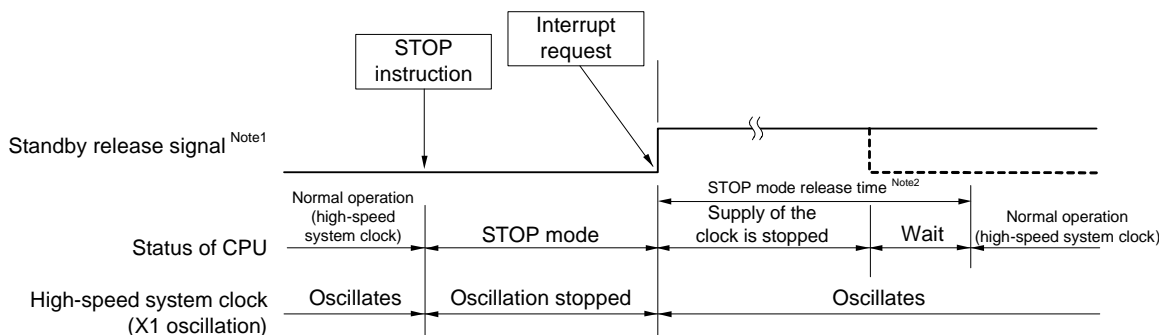 Interrupt
request
STOP
instruction
Standby release signal Note1
STOP mode release time Note2
Normal operation
(high-speed
system clock)
Supply of the
clock is stopped
Normal operation
(high-speed system clock)
Status of CPU
STOP mode
Wait
High-speed system clock
(X1 oscillation)
Oscillates
Oscillation stopped
Oscillates